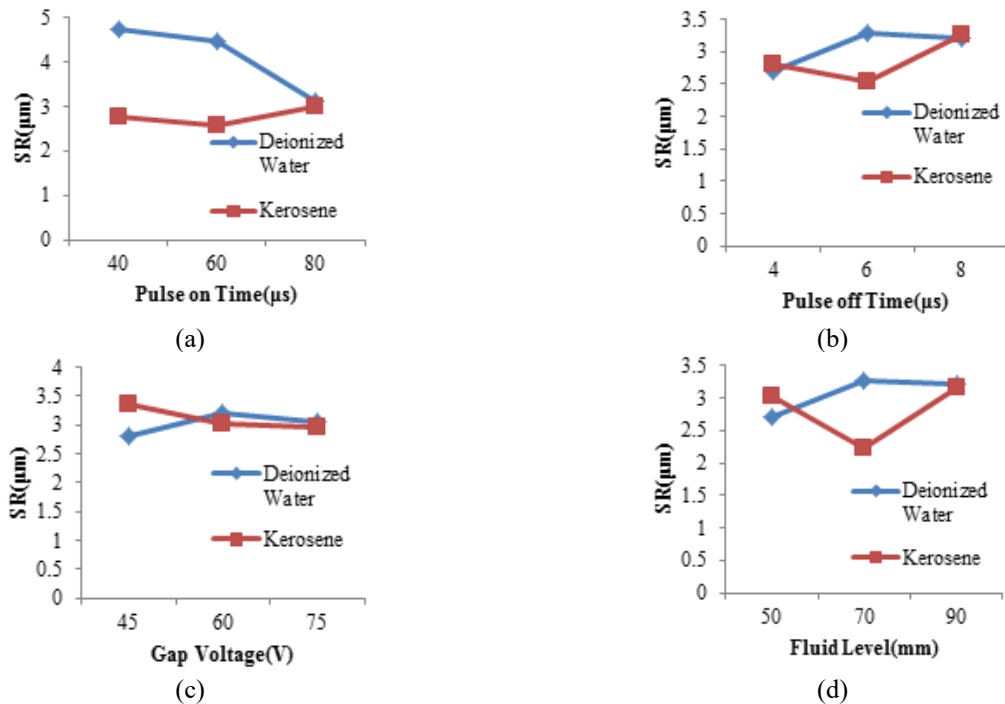 5
4
3
2
1
0
SR(µm)
40 60 80
Pulse on Time(µs)
Deionized
Water
Kerosene
(a)
3.5
3
2.5
2
1.5
1
0.5
0
SR(µm)
4 6 8
Pulse off Time(µs)
Deionized
Water
Kerosene
(b)
4
3.5
3
2.5
2
1.5
1
0.5
0
SR(µm)
45 60 75
Gap Voltage(V)
Deionized
Water
Kerosene
(c)
3.5
3
2.5
2
1.5
1
0.5
0
SR(µm)
50 70 90
Fluid Level(mm)
Deionized
Water
Kerosene
(d)